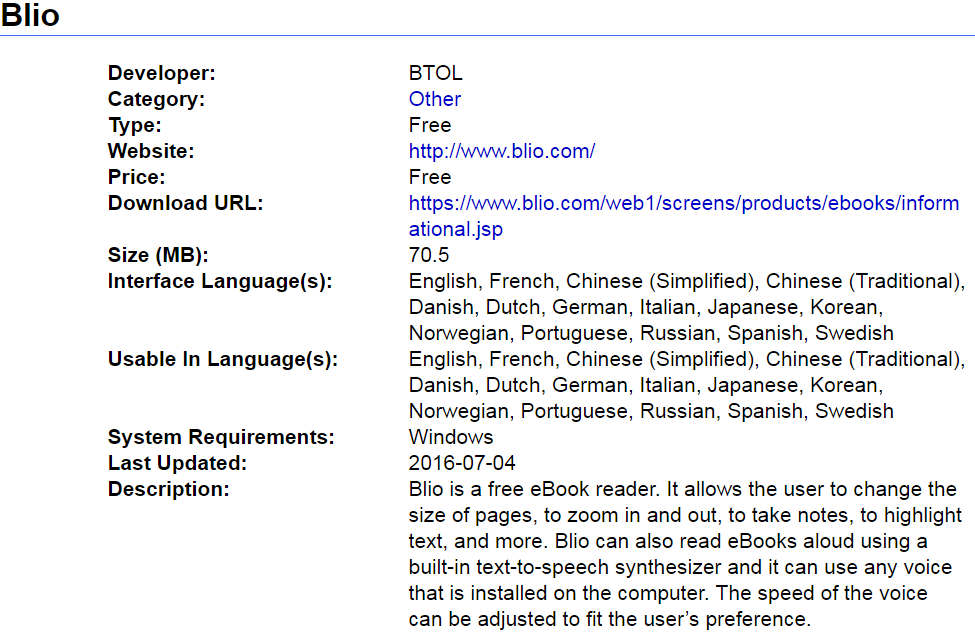 Blio
Developer: BTOL
Category: Other
Type: Free
Website: http://www.blio.com/
Price: Free
Download URL: https://www.blio.com/web1/screens/products/ebooks/inform
ational.jsp
Size (MB): 70.5
Interface Language(s): English, French, Chinese (Simplified), Chinese (Traditional),
Danish, Dutch, German, Italian, Japanese, Korean,
Norwegian, Portuguese, Russian, Spanish, Swedish
Usable In Language(s): English, French, Chinese (Simplified), Chinese (Traditional),
Danish, Dutch, German, Italian, Japanese, Korean,
Norwegian, Portuguese, Russian, Spanish, Swedish
System Requirements: Windows
Last Updated: 2016-07-04
Description: Blio is a free eBook reader. It allows the user to change the
size of pages, to zoom in and out, to take notes, to highlight
text, and more. Blio can also read eBooks aloud using a
built-in text-to-speech synthesizer and it can use any voice
that is installed on the computer. The speed of the voice
can be adjusted to fit the user’s preference.